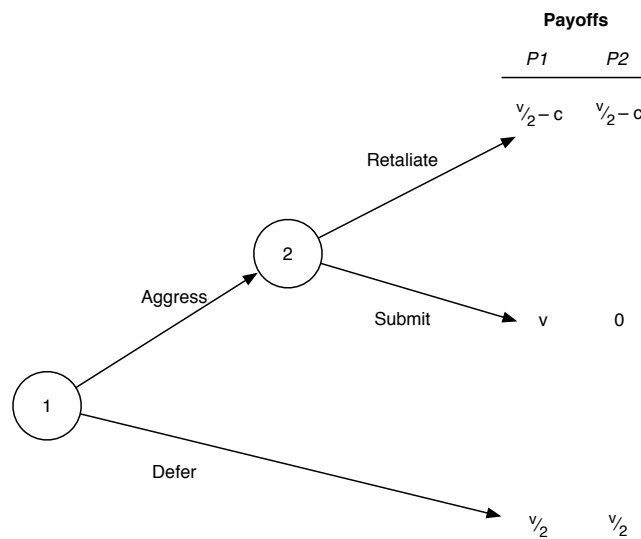 Payoffs
P1 P2
v/2 – c v/2 – c
Retaliate
2
Aggress
Submit
v 0
1
Defer
v/2 v/2